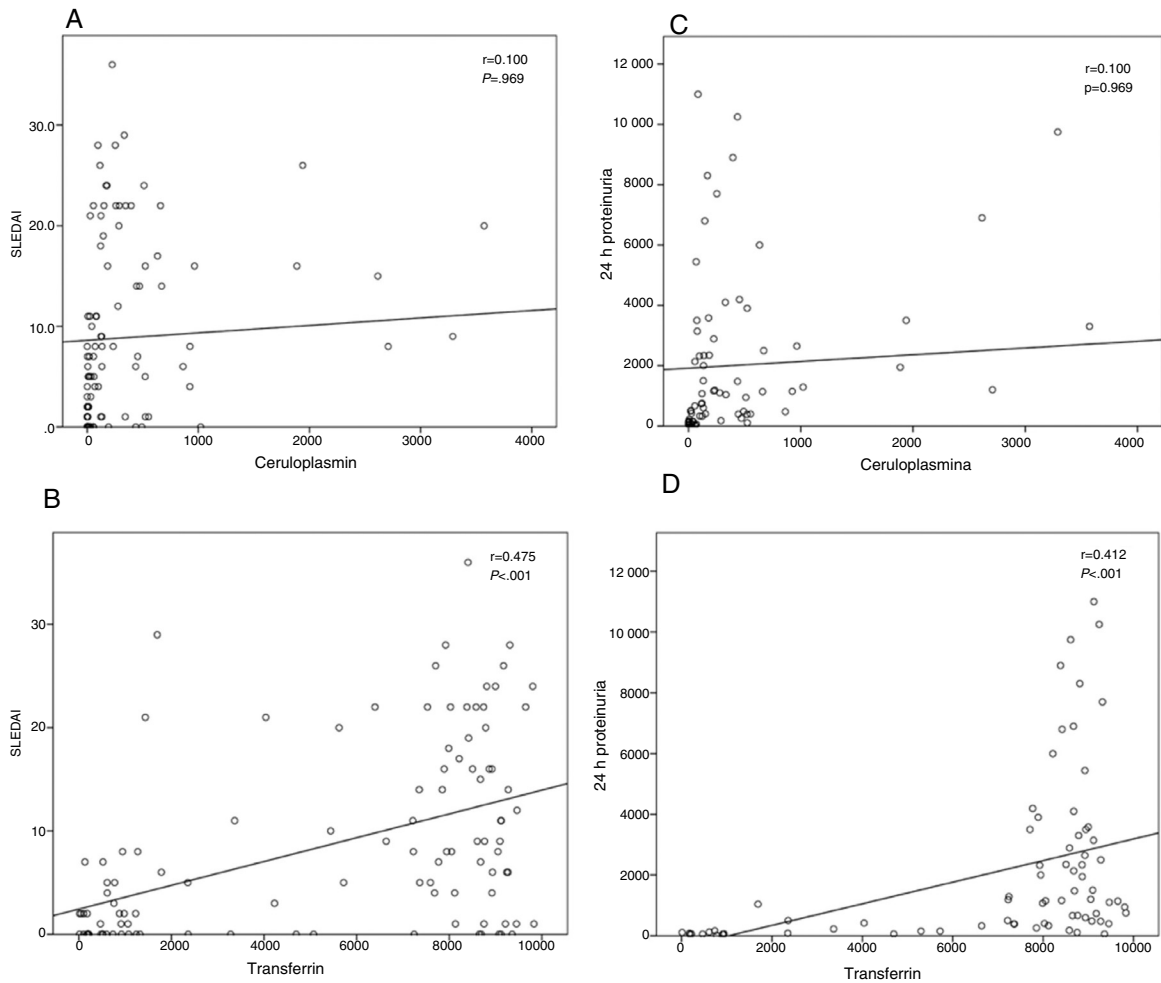 A
r=0.100
P=.969
30.0
20.0
10.0
.0
SLEDAI
0 1000 2000 3000 4000
Ceruloplasmin
C
r=0.100
p=0.969
12 000
10 000
8000
6000
4000
2000
0
24 h proteinuria
0 1000 2000 3000 4000
Ceruloplasmina
B
r=0.475
P<.001
30
20
10
0
SLEDAI
0 2000 4000 6000 8000 10000
Transferrin
D
r=0.412
P<.001
12 000
10 000
8000
6000
4000
2000
0
24 h proteinuria
0 2000 4000 6000 8000 10000
Transferrin